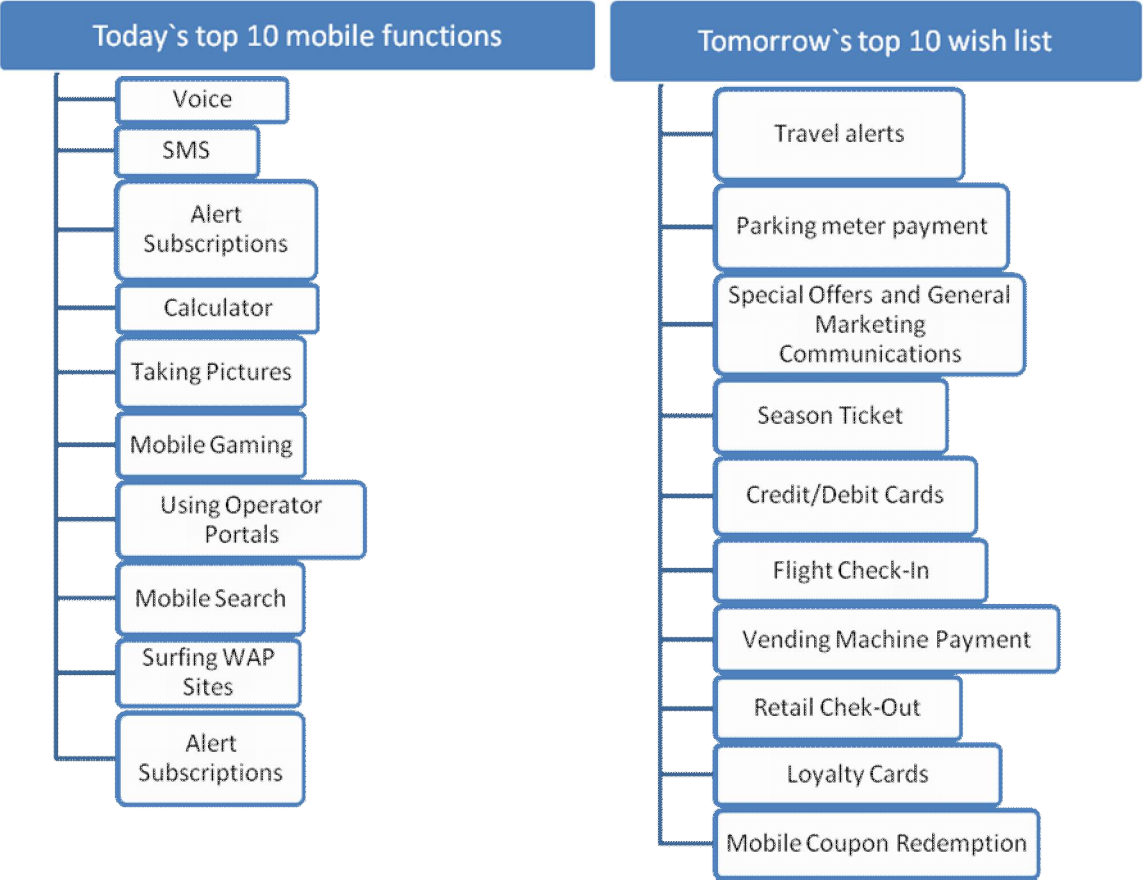 Today`s top 10 mobile functions
Voice
SMS
Alert
Subscriptions
Calculator
Taking Pictures
Mobile Gaming
Using Operator
Portals
Mobile Search
Surfing WAP
Sites
Alert
Subscriptions
Tomorrow`s top 10 wish list
Travel alerts
Parking meter payment
Special Offers and General
Marketing
Communications
Season Ticket
Credit/Debit Cards
Flight Check-In
Vending Machine Payment
Retail Chek-Out
Loyalty Cards
Mobile Coupon Redemption